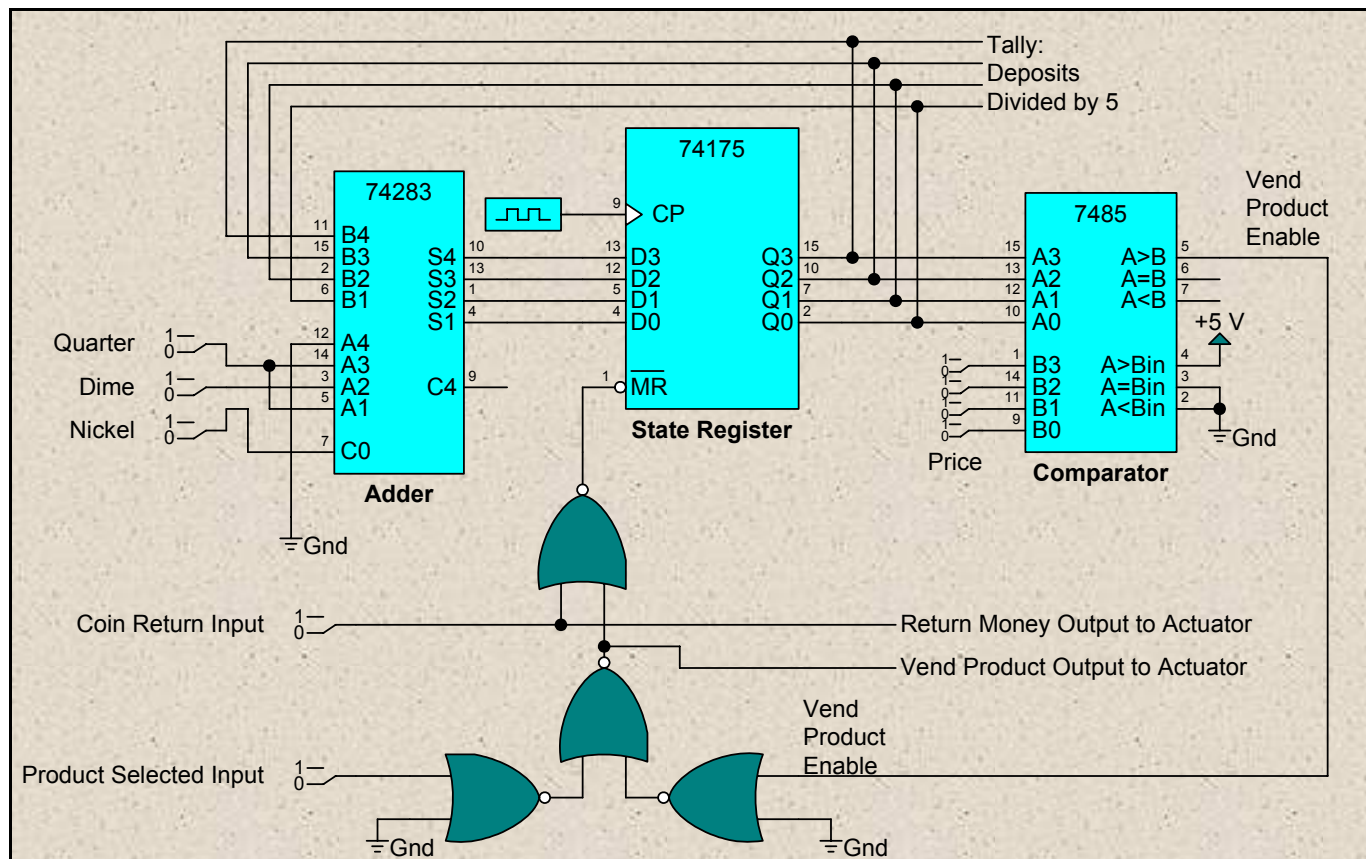 Tally:
Deposits
Divided by 5
74283
11 B4
15 B3
2 B2
6 B1
12 A4
14 A3
3 A2
5 A1
7 C0
S4 10
S3 13
S2 1
S1 4
C4 9
Adder
Quarter 1 0
Dime 1 0
Nickel 1 0
Gnd
74175
9 CP
13 D3
12 D2
5 D1
4 D0
1 MR
Q3 15
Q2 10
Q1 7
Q0 2
State Register
7485
15 A3
13 A2
12 A1
10 A0
1 0 1 B3
1 0 14 B2
1 0 11 B1
1 0 9 B0
Price
A>B 5
A=B 6
A<B 7
A>Bin 4
A=Bin 3
A<Bin 2
Comparator
Vend
Product
Enable
+5 V
Gnd
Coin Return Input 1 0
Return Money Output to Actuator
Vend Product Output to Actuator
Vend
Product
Enable
Product Selected Input 1 0
Gnd
Gnd